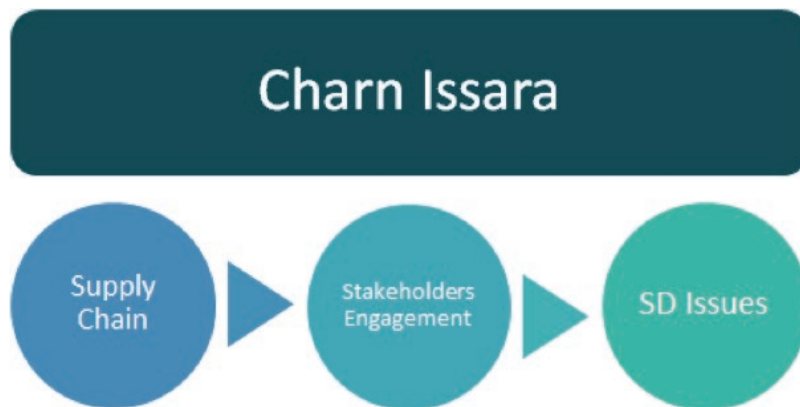 Charn Issara
Supply
Chain
Stakeholders
Engagement
SD Issues